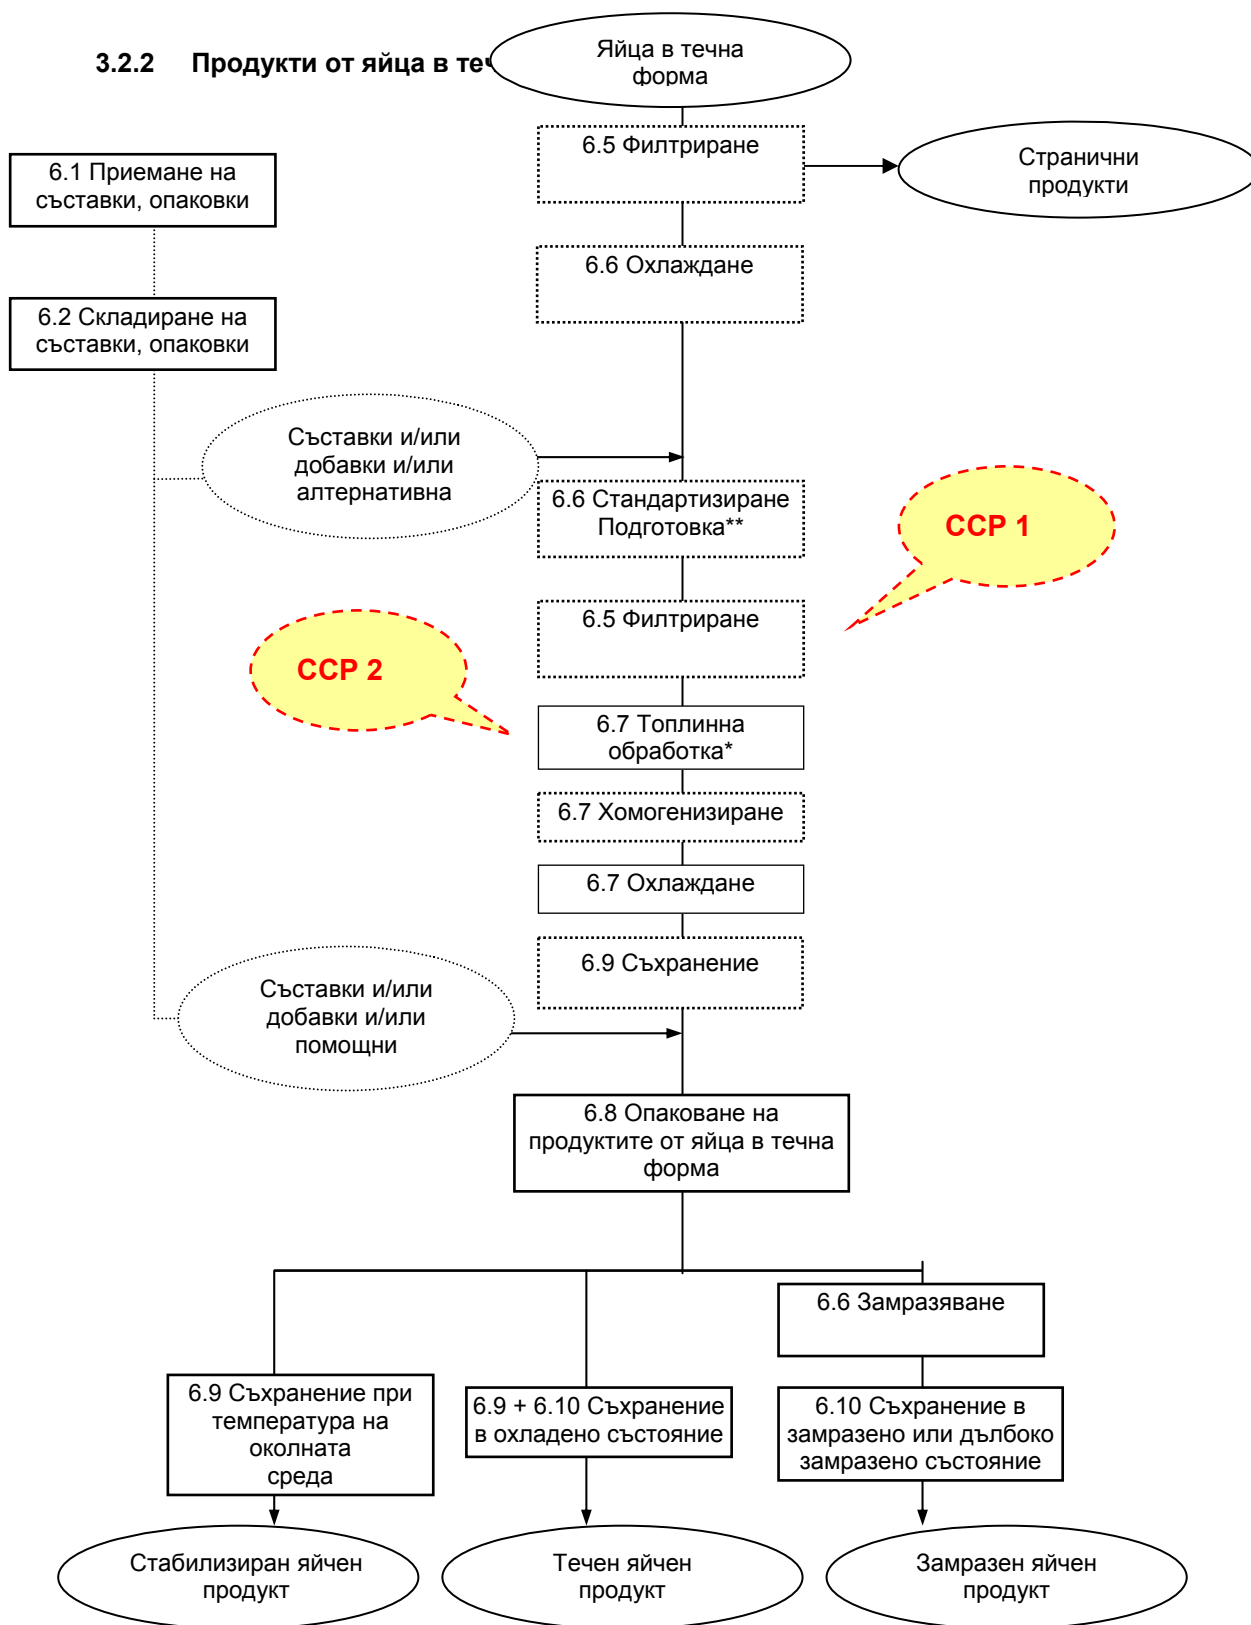 3.2.2 Продукти от яйца в теч
Яйца в течна
форма
6.5 Филтриране
Странични
продукти
6.1 Приемане на
съставки, опаковки
6.6 Охлаждане
6.2 Складиране на
съставки, опаковки
Съставки и/или
добавки и/или
алтернативна
6.6 Стандартизиране
Подготовка**
CCP 1
6.5 Филтриране
CCP 2
6.7 Топлинна
обработка*
6.7 Хомогенизиране
6.7 Охлаждане
6.9 Съхранение
Съставки и/или
добавки и/или
помощни
6.8 Опаковане на
продуктите от яйца в течна
форма
6.6 Замразяване
6.9 Съхранение при
температура на
околната
среда
6.9 + 6.10 Съхранение
в охладено състояние
6.10 Съхранение в
замразено или дълбоко
замразено състояние
Стабилизиран яйчен
продукт
Течен яйчен
продукт
Замразен яйчен
продукт